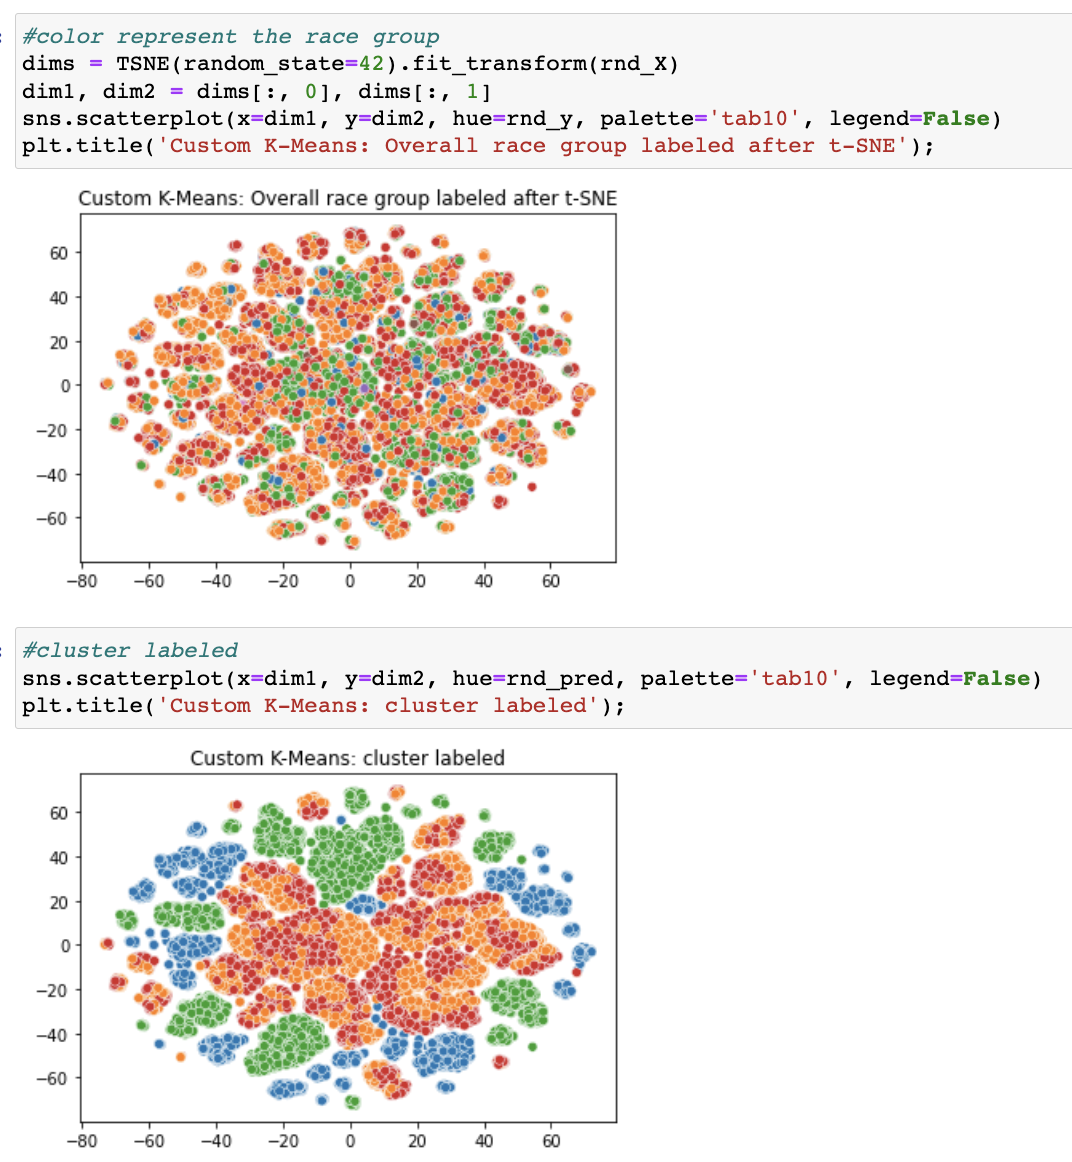 #color represent the race group
dims = TSNE(random_state=42).fit_transform(rnd_X)
dim1, dim2 = dims[:, 0], dims[:, 1]
sns.scatterplot(x=dim1, y=dim2, hue=rnd_y, palette='tab10', legend=False)
plt.title('Custom K-Means: Overall race group labeled after t-SNE');
Custom K-Means: Overall race group labeled after t-SNE
60
40
20
0
−20
−40
−60
−80 −60 −40 −20 0 20 40 60
#cluster labeled
sns.scatterplot(x=dim1, y=dim2, hue=rnd_pred, palette='tab10', legend=False)
plt.title('Custom K-Means: cluster labeled');
Custom K-Means: cluster labeled
60
40
20
0
−20
−40
−60
−80 −60 −40 −20 0 20 40 60